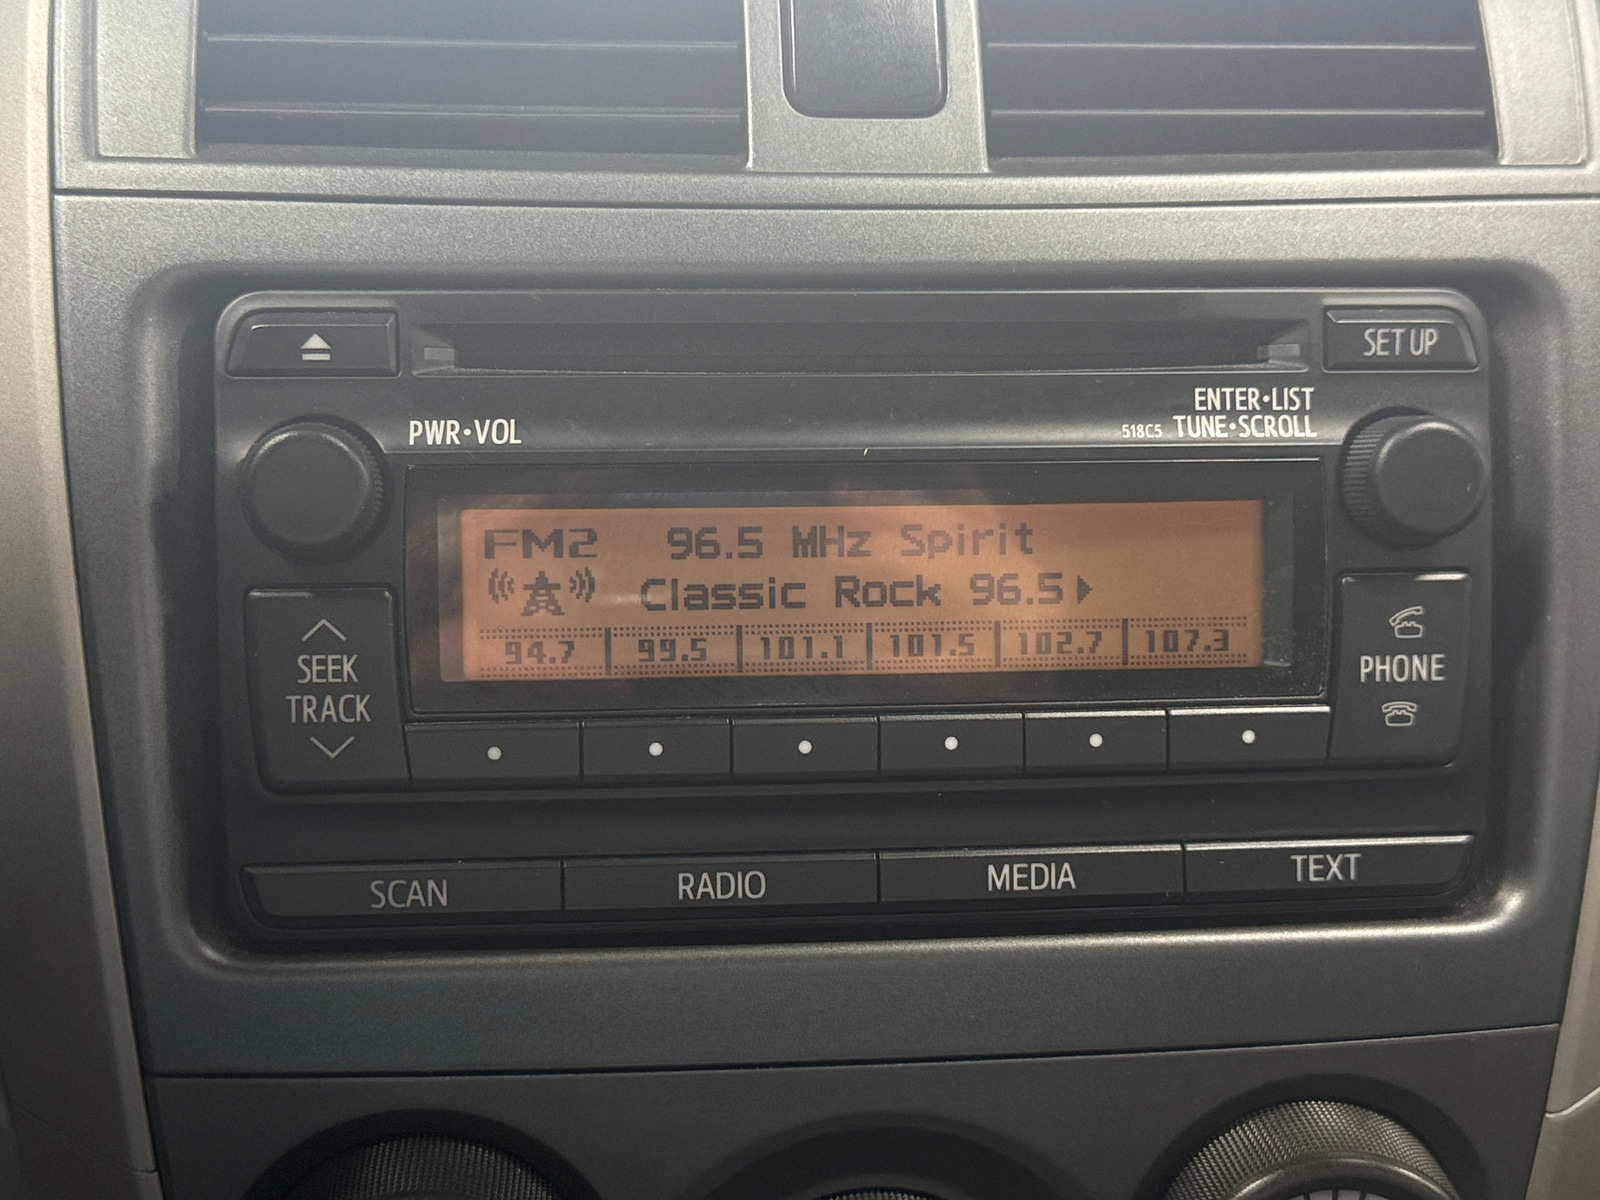 SET UP
ENTER•LIST
PWR•VOL
518C5 TUNE•SCROLL
FM2 96.5 MHz Spirit
Classic Rock 96.5
94.7 99.5 101.1 101.5 102.7 107.3
SEEK
TRACK
PHONE
SCAN RADIO MEDIA TEXT